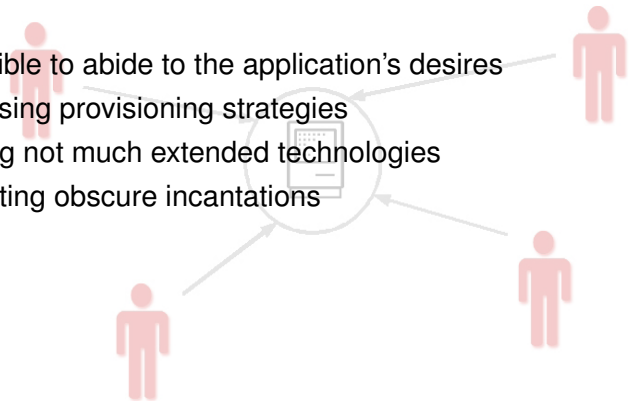 ible to abide to the application's desires
sing provisioning strategies
g not much extended technologies
ting obscure incantations